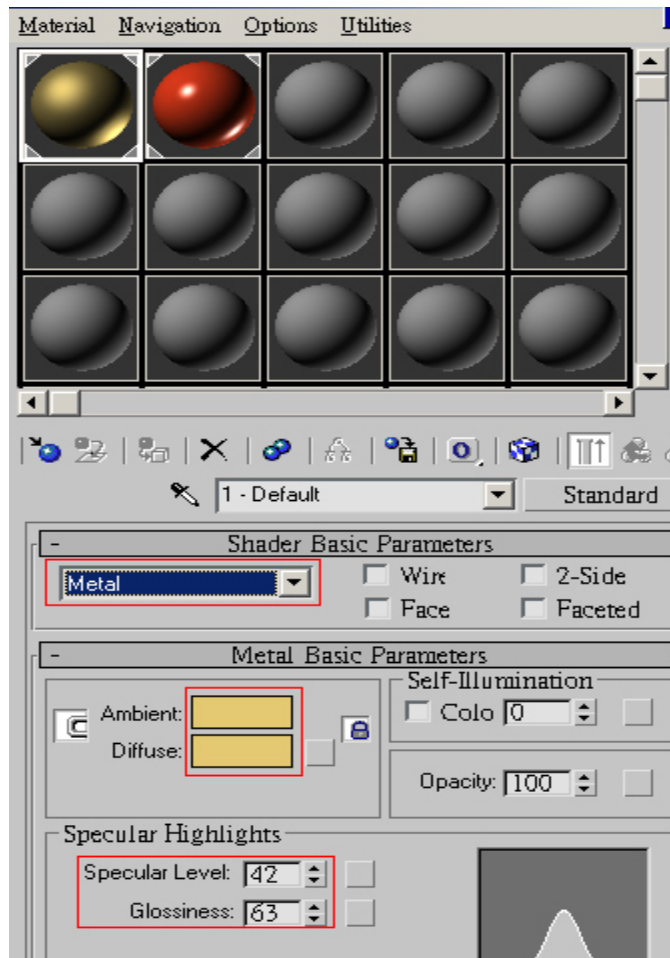 Material Navigation Options Utilities
1 - Default Standard
Shader Basic Parameters
Metal Wire 2-Side
Face Faceted
Metal Basic Parameters
Self-Illumination
Ambient: Colo 0
Diffuse:
Opacity: 100
Specular Highlights
Specular Level: 42
Glossiness: 63